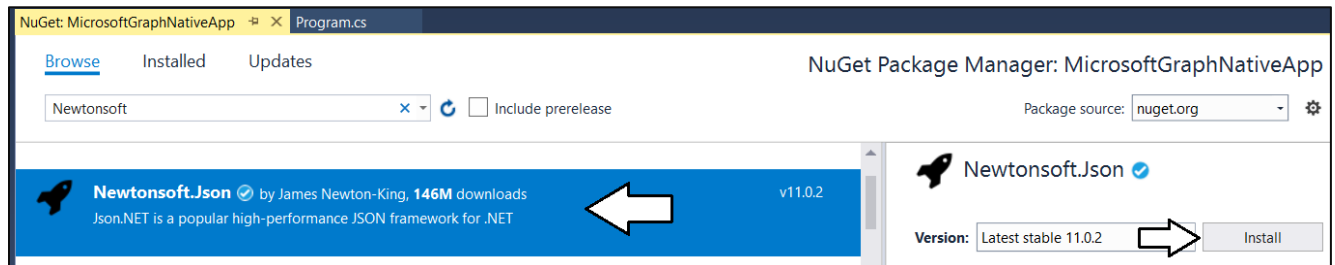 NuGet: MicrosoftGraphNativeApp Program.cs
Browse Installed Updates
NuGet Package Manager: MicrosoftGraphNativeApp
Newtonsoft Include prerelease
Package source: nuget.org
Newtonsoft.Json by James Newton-King, 146M downloads v11.0.2
Json.NET is a popular high-performance JSON framework for .NET
Newtonsoft.Json
Version: Latest stable 11.0.2 Install